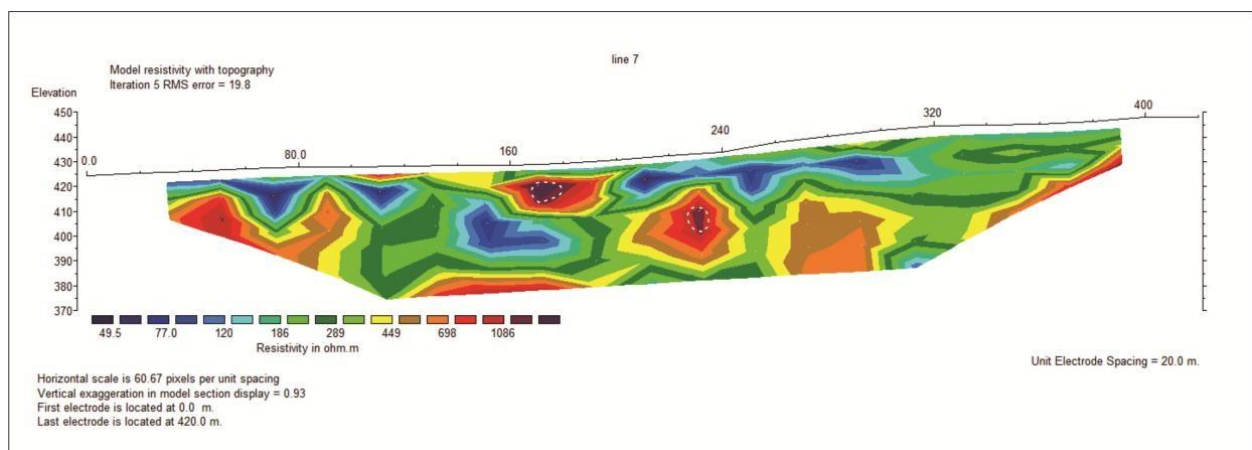 line 7
Model resistivity with topography
Iteration 5 RMS error = 19.8
Elevation
450
440
430
420
410
400
390
380
370
0.0 80.0 160 240 320 400
49.5 77.0 120 186 289 449 698 1086
Resistivity in ohm.m
Unit Electrode Spacing = 20.0 m.
Horizontal scale is 60.67 pixels per unit spacing
Vertical exaggeration in model section display = 0.93
First electrode is located at 0.0 m.
Last electrode is located at 420.0 m.